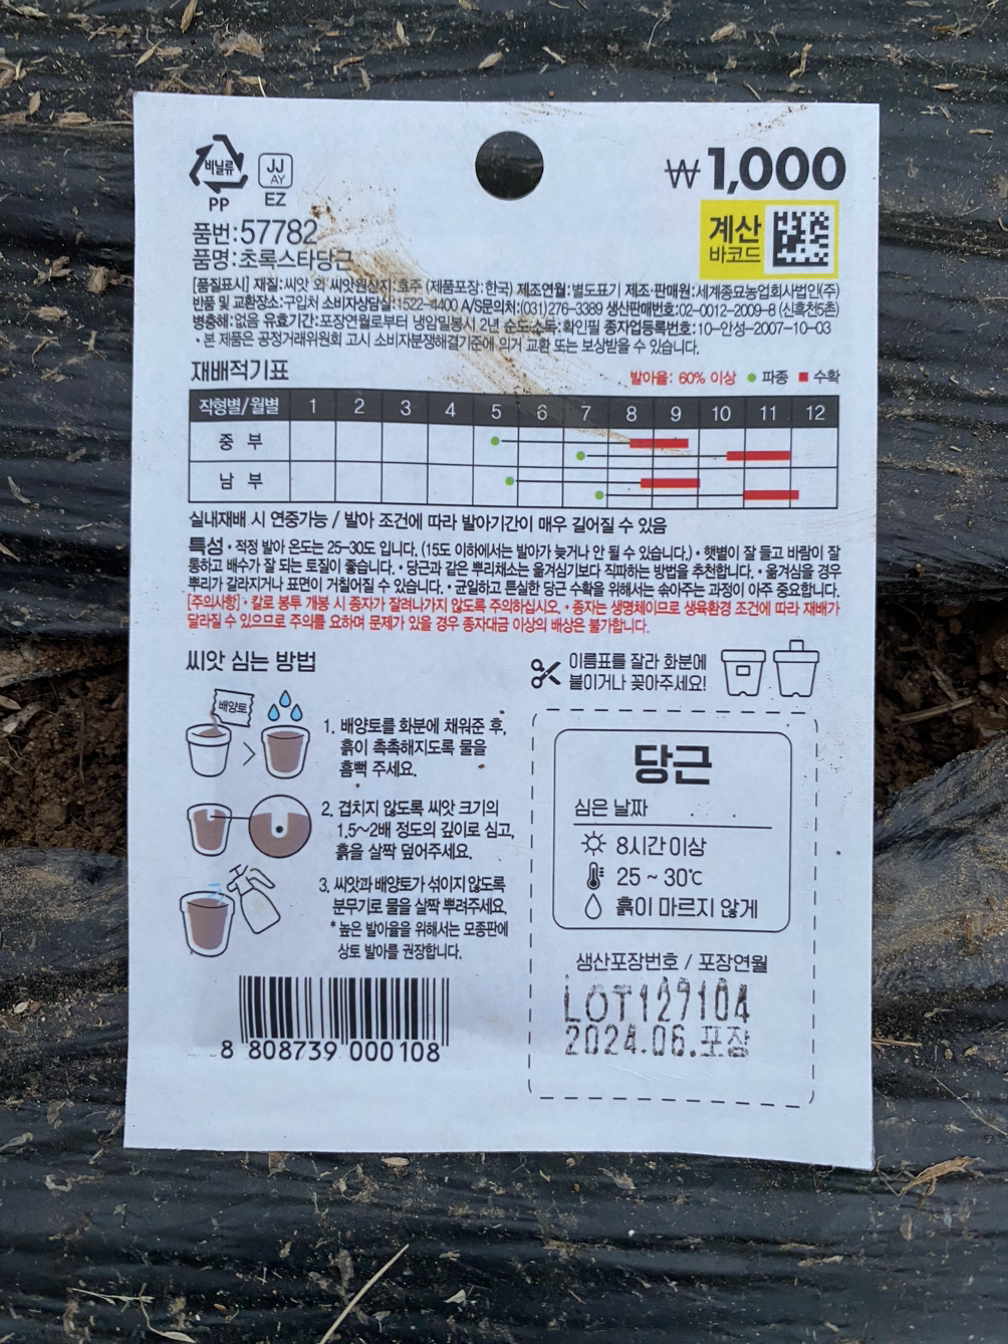 비닐류
PP
JJ
AY
EZ
₩1,000
계산
바코드
품번:57782
품명:초록스타당근
[품질표시] 재질:씨앗 외 씨앗원산지:호주 (제품포장:한국) 제조연월:별도표기 제조·판매원:세계종묘농업회사법인(주)
반품 및 교환장소:구입처 소비자상담실:1522-4400 A/S문의처:(031)276-3389 생산판매번호:02-0012-2009-8 (신흑천5촌)
병충해:없음 유효기간:포장연월로부터 냉암밀봉시 2년 순도:소독:확인필 종자업등록번호:10-안성-2007-10-03
• 본 제품은 공정거래위원회 고시 소비자분쟁해결기준에 의거 교환 또는 보상받을 수 있습니다.
재배적기표
발아율: 60% 이상 ● 파종 ■ 수확
작형별/월별 1 2 3 4 5 6 7 8 9 10 11 12
중 부
남 부
실내재배 시 연중가능 / 발아 조건에 따라 발아기간이 매우 길어질 수 있음
특성 • 적정 발아 온도는 25-30도 입니다. (15도 이하에서는 발아가 늦거나 안 될 수 있습니다.) • 햇볕이 잘 들고 바람이 잘
통하고 배수가 잘 되는 토질이 좋습니다. • 당근과 같은 뿌리채소는 옮겨심기보다 직파하는 방법을 추천합니다. • 옮겨심을 경우
뿌리가 갈라지거나 표면이 거칠어질 수 있습니다. • 균일하고 튼실한 당근 수확을 위해서는 솎아주는 과정이 아주 중요합니다.
[주의사항] • 칼로 봉투 개봉 시 종자가 잘려나가지 않도록 주의하십시오. • 종자는 생명체이므로 생육환경 조건에 따라 재배가
달라질 수 있으므로 주의를 요하며 문제가 있을 경우 종자대금 이상의 배상은 불가합니다.
씨앗 심는 방법
배양토
1. 배양토를 화분에 채워준 후,
흙이 촉촉해지도록 물을
흠뻑 주세요.
2. 겹치지 않도록 씨앗 크기의
1.5~2배 정도의 깊이로 심고,
흙을 살짝 덮어주세요.
3. 씨앗과 배양토가 섞이지 않도록
분무기로 물을 살짝 뿌려주세요.
* 높은 발아율을 위해서는 모종판에
상토 발아를 권장합니다.
8 808739 000108
이름표를 잘라 화분에
붙이거나 꽂아주세요!
당근
심은 날짜
8시간 이상
25 ~ 30℃
흙이 마르지 않게
생산포장번호 / 포장연월
LOT127104
2024.06.포장